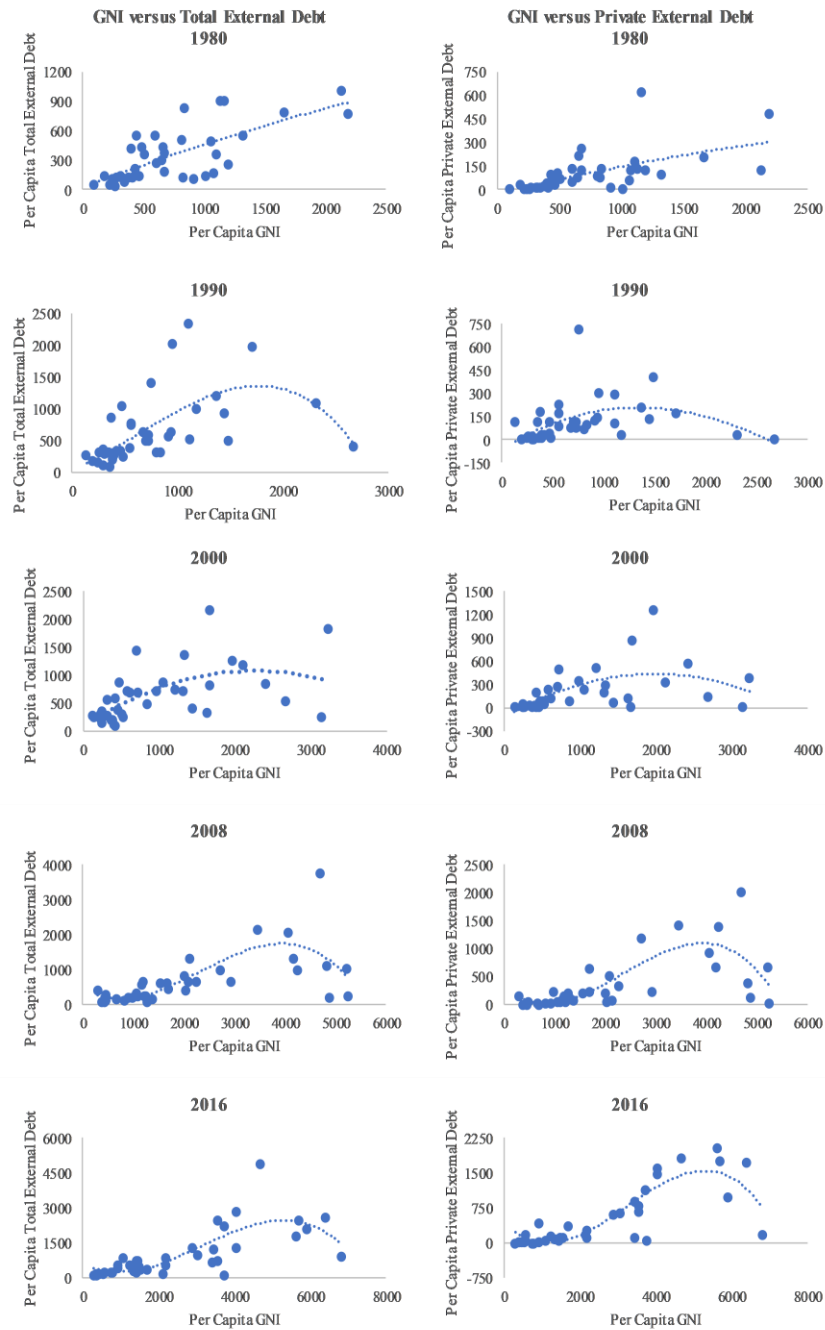 GNI versus Total External Debt
1980
Per Capita Total External Debt
1200
900
600
300
0
0 500 1000 1500 2000 2500
Per Capita GNI
GNI versus Private External Debt
1980
Per Capita Private External Debt
750
600
450
300
150
0
0 500 1000 1500 2000 2500
Per Capita GNI
1990
Per Capita Total External Debt
2500
2000
1500
1000
500
0
0 1000 2000 3000
Per Capita GNI
1990
Per Capita Private External Debt
750
600
450
300
150
0
-150
0 500 1000 1500 2000 2500 3000
Per Capita GNI
2000
Per Capita Total External Debt
2500
2000
1500
1000
500
0
0 1000 2000 3000 4000
Per Capita GNI
2000
Per Capita Private External Debt
1500
1200
900
600
300
0
-300
0 1000 2000 3000 4000
Per Capita GNI
2008
Per Capita Total External Debt
4000
3000
2000
1000
0
0 1000 2000 3000 4000 5000 6000
Per Capita GNI
2008
Per Capita Private External Debt
2500
2000
1500
1000
500
0
0 1000 2000 3000 4000 5000 6000
Per Capita GNI
2016
Per Capita Total External Debt
6000
4500
3000
1500
0
0 2000 4000 6000 8000
Per Capita GNI
2016
Per Capita Private External Debt
2250
1500
750
0
-750
0 1000 2000 3000 4000 5000 6000 7000 8000
Per Capita GNI